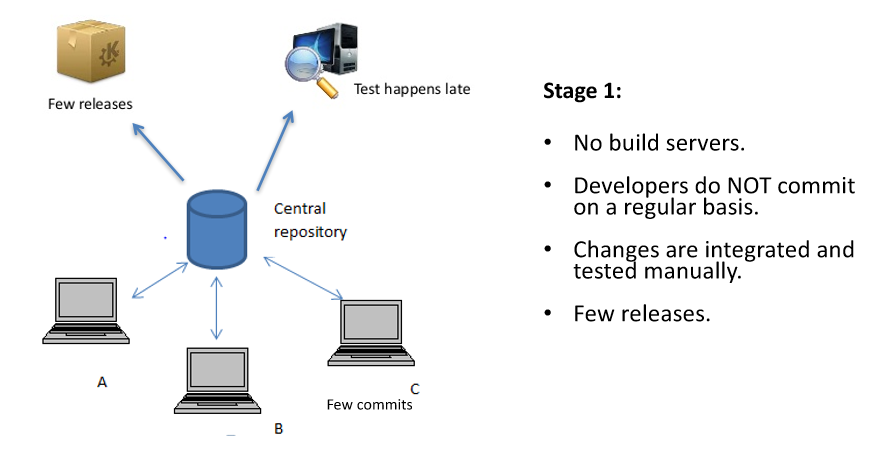 Few releases
Test happens late
Central
repository
A
B
C
Few commits
Stage 1:
• No build servers.
• Developers do NOT commit
on a regular basis.
• Changes are integrated and
tested manually.
• Few releases.